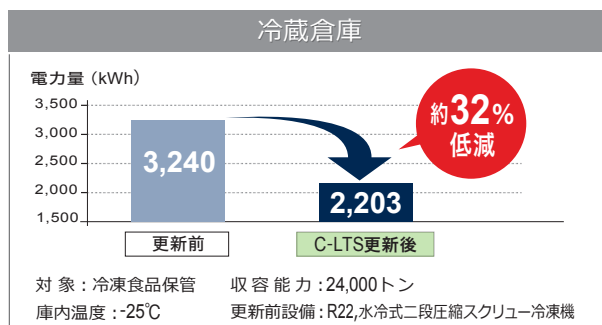 冷蔵倉庫
電力量（kWh）
3,500
3,000
2,500
2,000
1,500
3,240
2,203
約32%
低減
更新前
C-LTS更新後
対 象：冷凍食品保管 収容能力：24,000トン
庫内温度：-25℃ 更新前設備：R22,水冷式二段圧縮スクリュー冷凍機